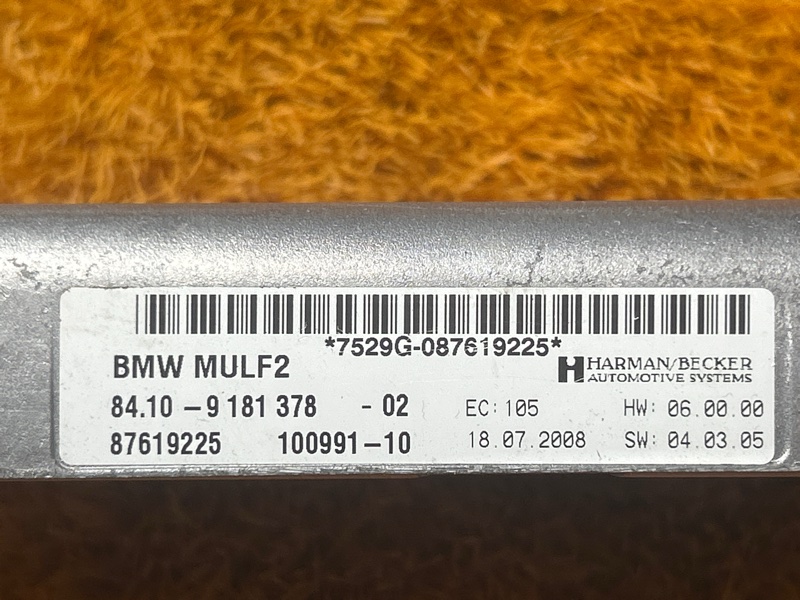 *7529G-087619225*
BMW MULF2
HARMAN/BECKER
AUTOMOTIVE SYSTEMS
84.10 - 9 181 378 - 02 EC: 105 HW: 06.00.00
87619225 100991-10 18.07.2008 SW: 04.03.05